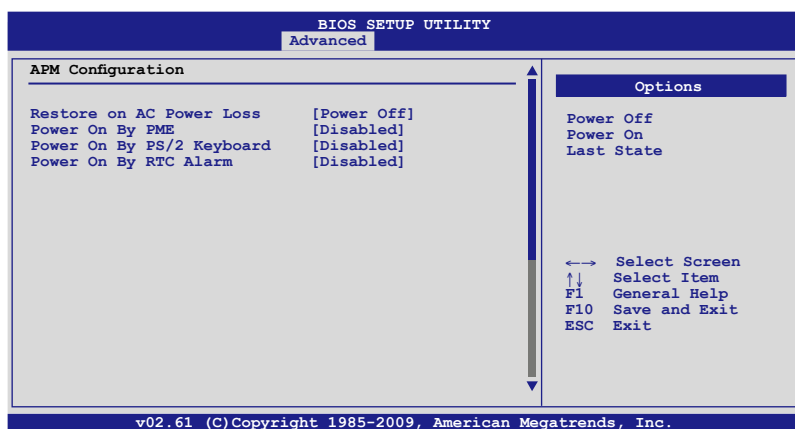 BIOS SETUP UTILITY
Advanced
APM Configuration
Restore on AC Power Loss [Power Off]
Power On By PME [Disabled]
Power On By PS/2 Keyboard [Disabled]
Power On By RTC Alarm [Disabled]
Options
Power Off
Power On
Last State
←→ Select Screen
↑↓ Select Item
F1 General Help
F10 Save and Exit
ESC Exit
v02.61 (C)Copyright 1985-2009, American Megatrends, Inc.